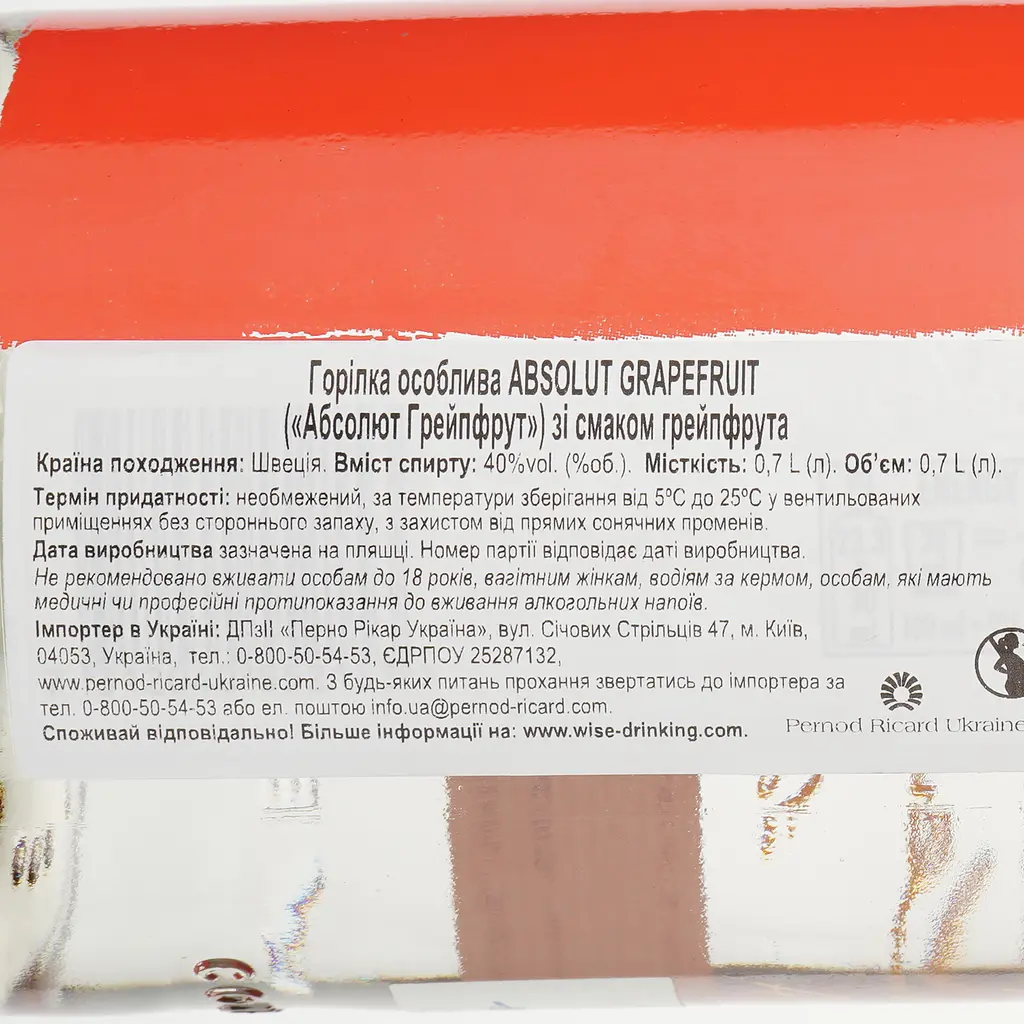 Горілка особлива ABSOLUT GRAPEFRUIT
(«Абсолют Грейпфрут») зі смаком грейпфрута
Країна походження: Швеція. Вміст спирту: 40%vol. (%об.). Місткість: 0,7 L (л). Об’єм: 0,7 L (л).
Термін придатності: необмежений, за температури зберігання від 5ºС до 25ºС у вентильованих
приміщеннях без стороннього запаху, з захистом від прямих сонячних променів.
Дата виробництва зазначена на пляшці. Номер партії відповідає даті виробництва.
Не рекомендовано вживати особам до 18 років, вагітним жінкам, водіям за кермом, особам, які мають
медичні чи професійні протипоказання до вживання алкогольних напоїв.
Імпортер в Україні: ДПзІІ «Перно Рікар Україна», вул. Січових Стрільців 47, м. Київ,
04053, Україна, тел.: 0-800-50-54-53, ЄДРПОУ 25287132,
www.pernod-ricard-ukraine.com. З будь-яких питань прохання звертатись до імпортера за
тел. 0-800-50-54-53 або ел. поштою info.ua@pernod-ricard.com.
Споживай відповідально! Більше інформації на: www.wise-drinking.com.
Pernod Ricard Ukraine